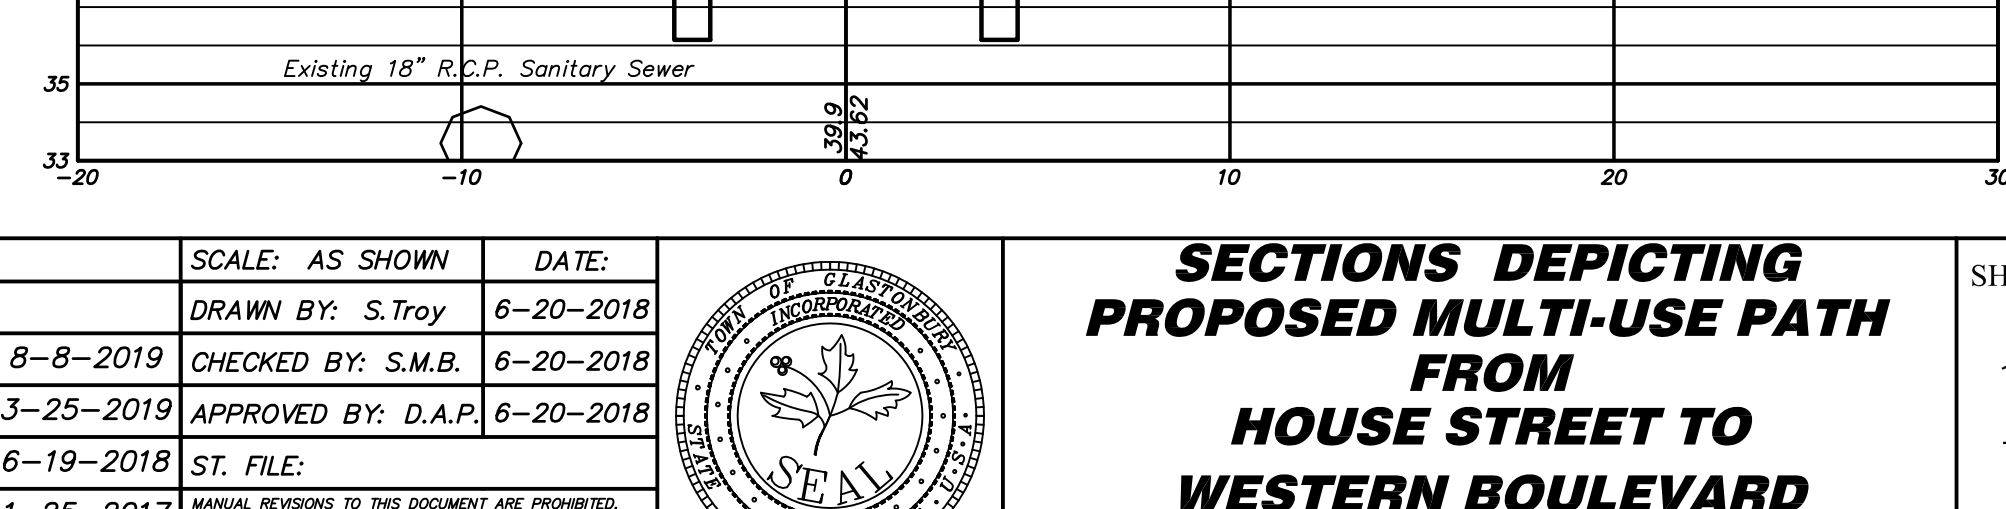 Existing 18" R.C.P. Sanitary Sewer
35
39.9
43.62
33
-20 -10 0 10 20 30
SCALE: AS SHOWN DATE:
DRAWN BY: S.Troy 6-20-2018
8-8-2019 CHECKED BY: S.M.B. 6-20-2018
3-25-2019 APPROVED BY: D.A.P. 6-20-2018
6-19-2018 ST. FILE:
MANUAL REVISIONS TO THIS DOCUMENT ARE PROHIBITED.
TOWN OF GLASTONBURY
INCORPORATED
STATE
U.S.A.
SEAL
SECTIONS DEPICTING
PROPOSED MULTI-USE PATH
FROM
HOUSE STREET TO
WESTERN BOULEVARD
SH